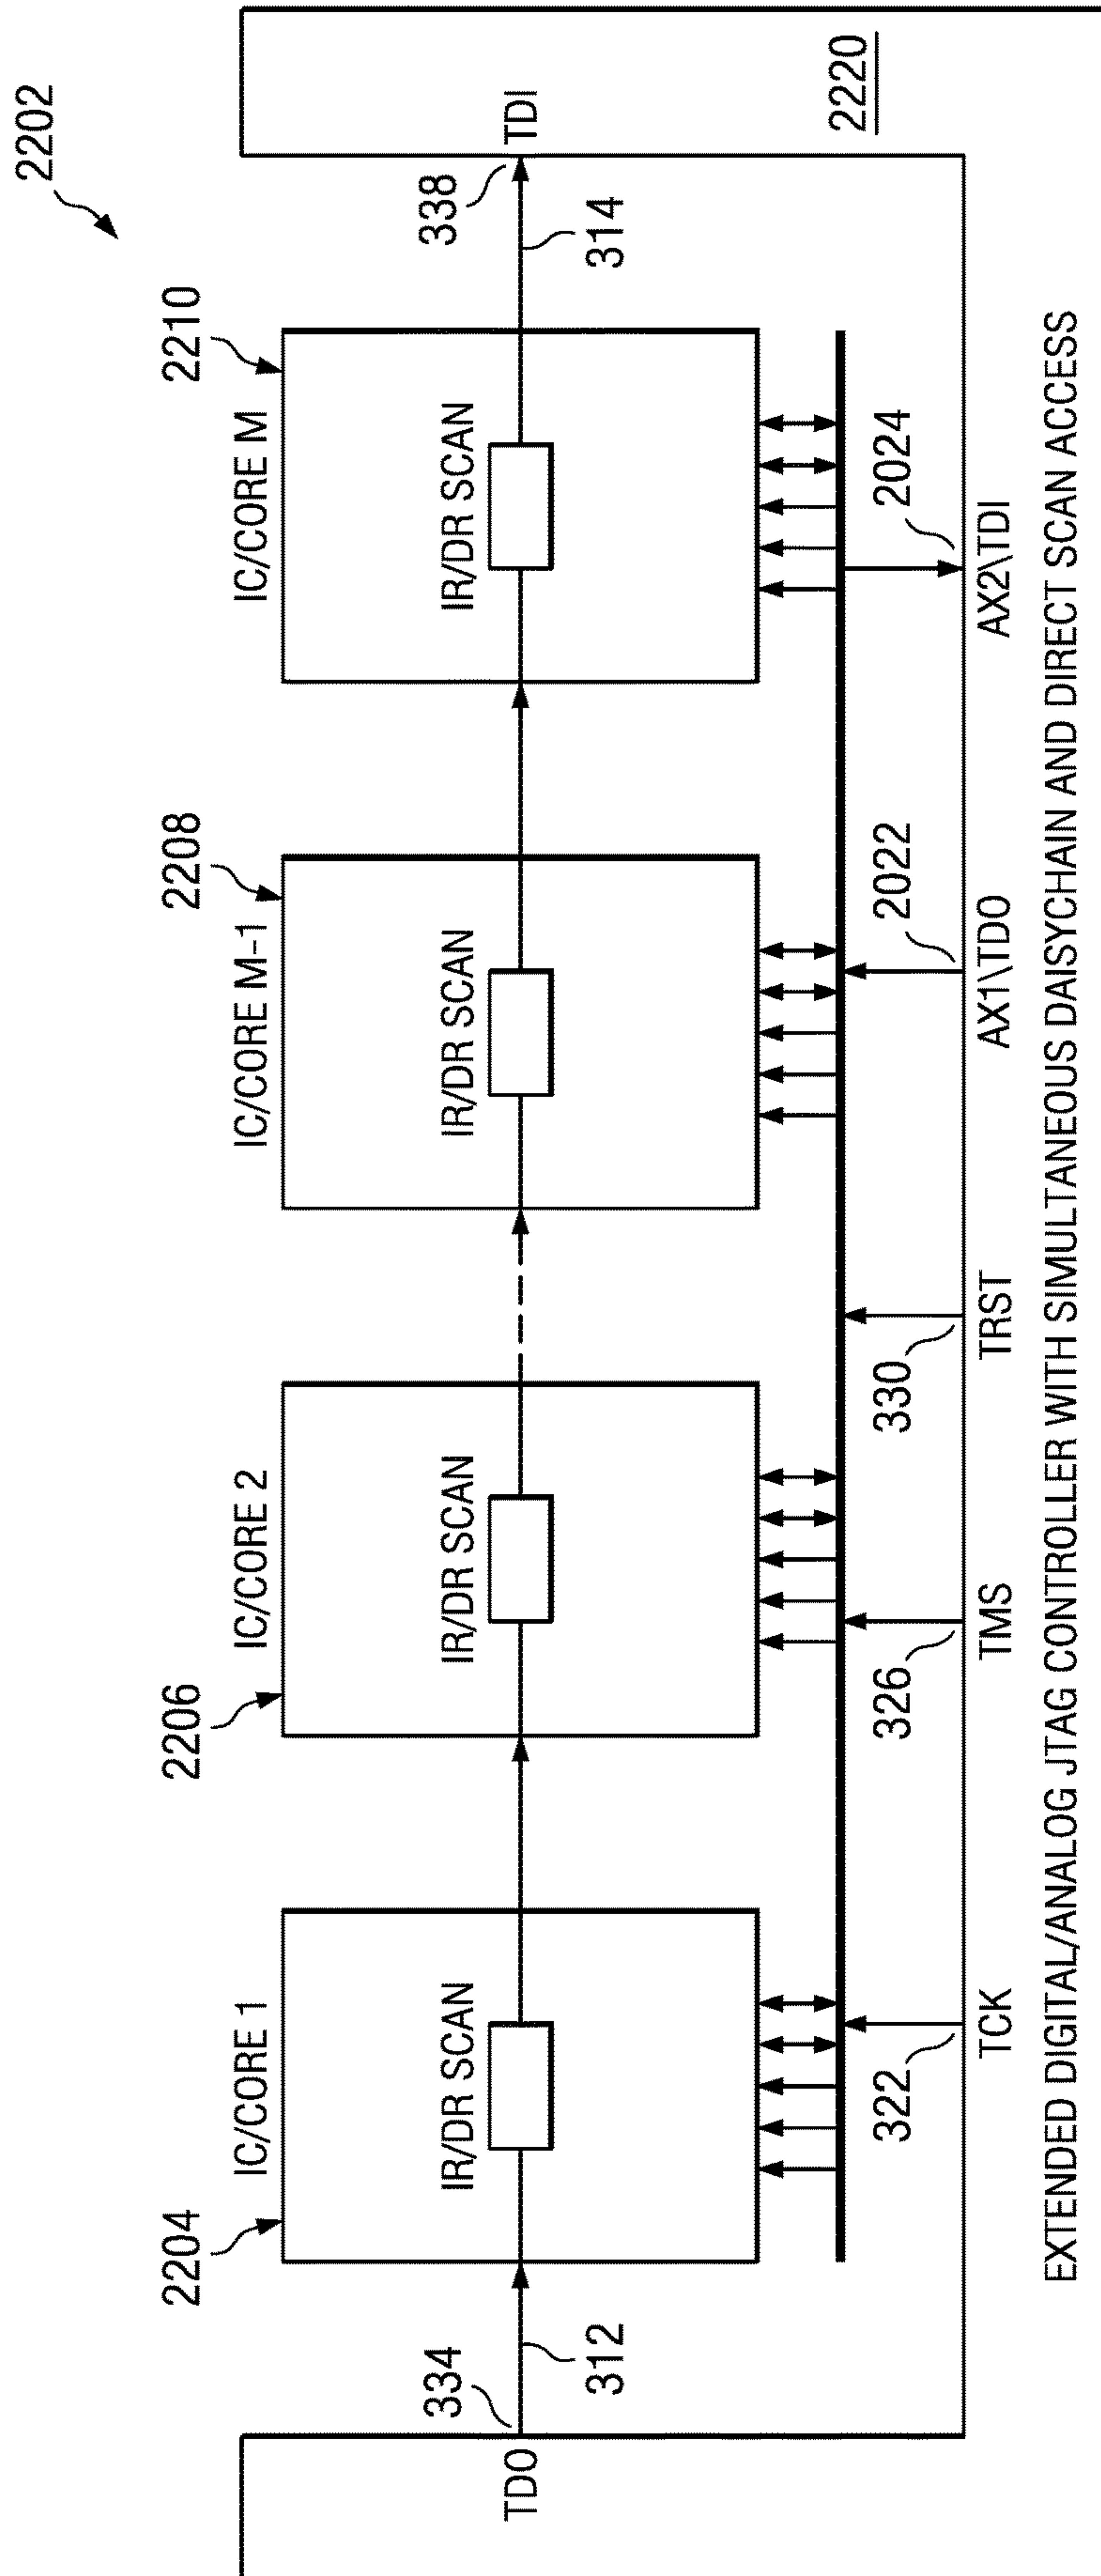 2202
2204
IC/CORE 1
2206
IC/CORE 2
2208
IC/CORE M-1
2210
IC/CORE M
IR/DR SCAN
IR/DR SCAN
IR/DR SCAN
IR/DR SCAN
TDO
334
312
338
TDI
314
322
326
330
2022
2024
2220
TCK
TMS
TRST
AX1\TDO
AX2\TDI
EXTENDED DIGITAL/ANALOG JTAG CONTROLLER WITH SIMULTANEOUS DAISYCHAIN AND DIRECT SCAN ACCESS